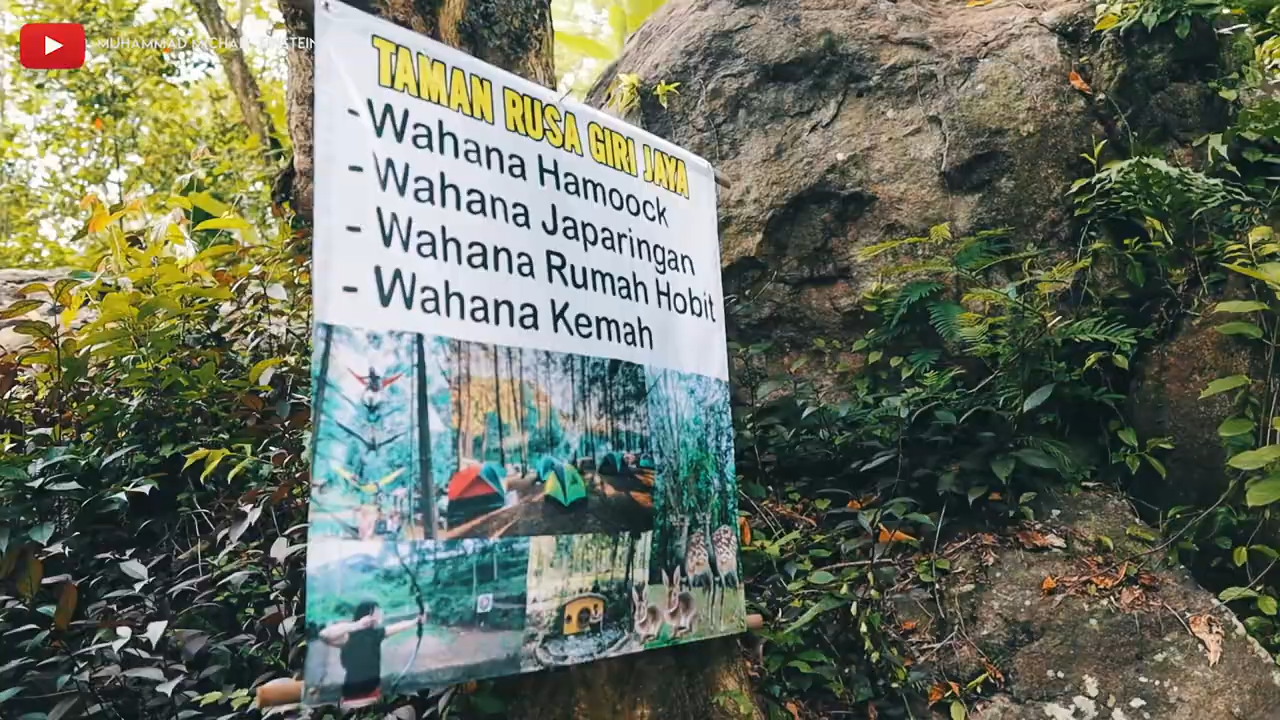 TAMAN RUSA GIRI JAYA
-Wahana Hamoock
- Wahana Japaringan
- Wahana Rumah Hobit
- Wahana Kemah